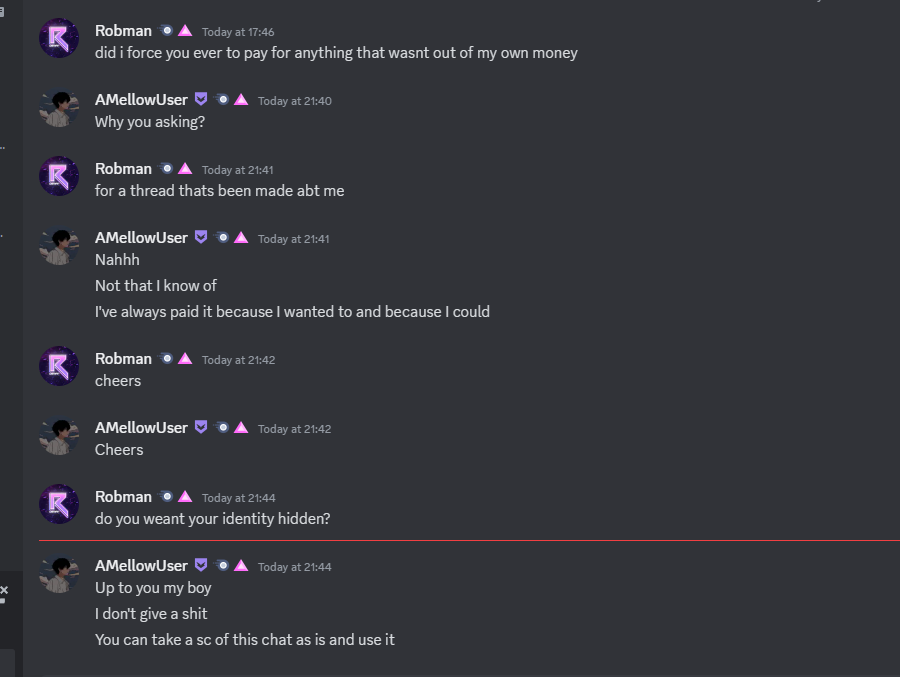 Robman Today at 17:46
did i force you ever to pay for anything that wasnt out of my own money
AMellowUser Today at 21:40
Why you asking?
Robman Today at 21:41
for a thread thats been made abt me
AMellowUser Today at 21:41
Nahhh
Not that I know of
I've always paid it because I wanted to and because I could
Robman Today at 21:42
cheers
AMellowUser Today at 21:42
Cheers
Robman Today at 21:44
do you weant your identity hidden?
AMellowUser Today at 21:44
Up to you my boy
I don't give a shit
You can take a sc of this chat as is and use it